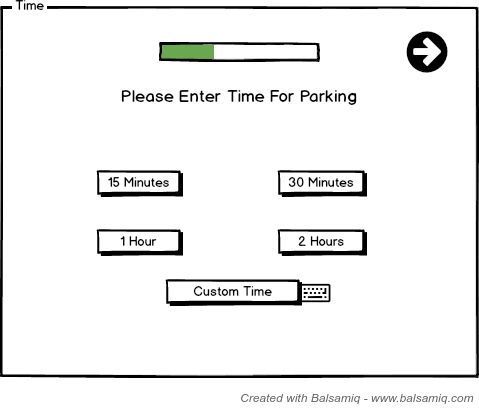 Time
Please Enter Time For Parking
15 Minutes
30 Minutes
1 Hour
2 Hours
Custom Time
Created with Balsamiq - www.balsamiq.com